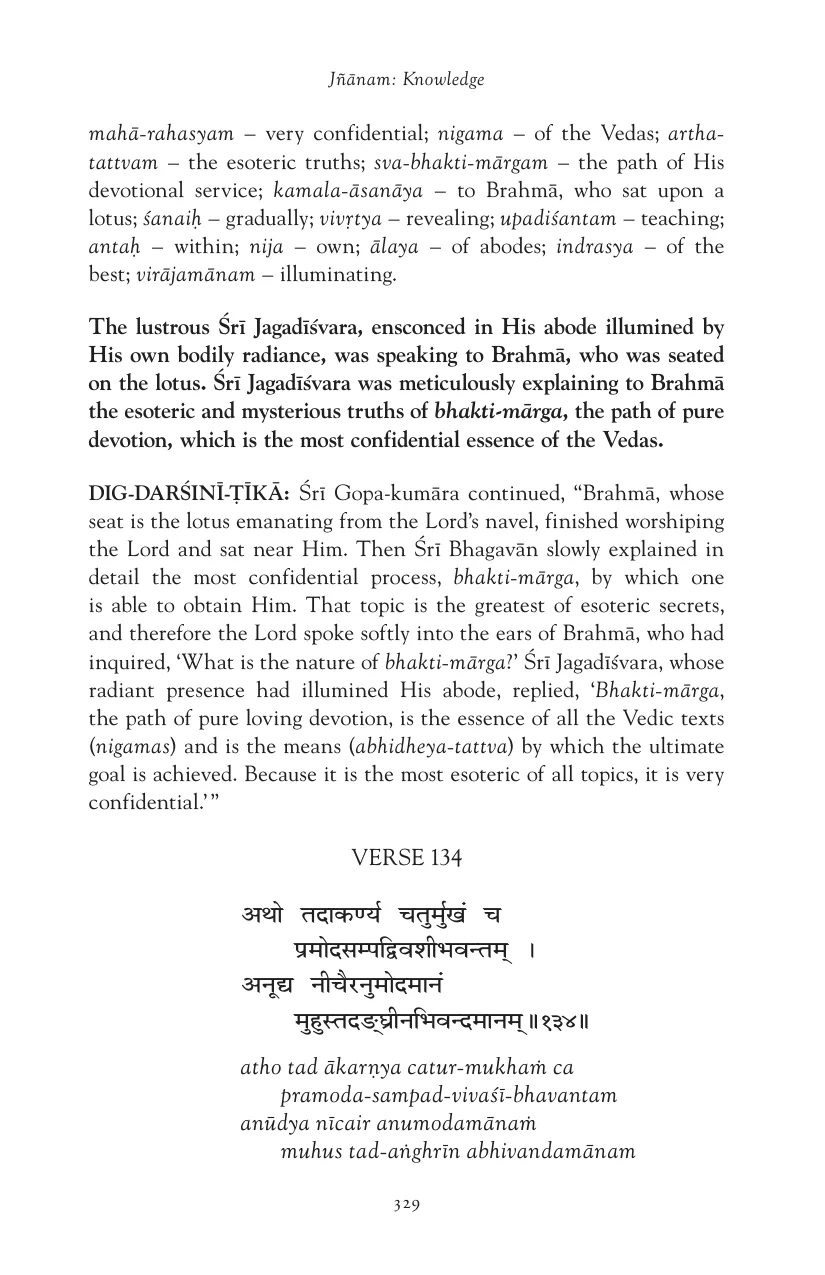 Jñānam: Knowledge
mahā-rahasyam – very confidential; nigama – of the Vedas; artha-
tattvam – the esoteric truths; sva-bhakti-mārgam – the path of His
devotional service; kamala-āsanāya – to Brahmā, who sat upon a
lotus; śanaiḥ – gradually; vivṛtya – revealing; upadiśantam – teaching;
antaḥ – within; nija – own; ālaya – of abodes; indrasya – of the
best; virājamānam – illuminating.
The lustrous Śrī Jagadīśvara, ensconced in His abode illumined by
His own bodily radiance, was speaking to Brahmā, who was seated
on the lotus. Śrī Jagadīśvara was meticulously explaining to Brahmā
the esoteric and mysterious truths of bhakti-mārga, the path of pure
devotion, which is the most confidential essence of the Vedas.
DIG-DARŚINĪ-ṬĪKĀ: Śrī Gopa-kumāra continued, “Brahmā, whose
seat is the lotus emanating from the Lord’s navel, finished worshiping
the Lord and sat near Him. Then Śrī Bhagavān slowly explained in
detail the most confidential process, bhakti-mārga, by which one
is able to obtain Him. That topic is the greatest of esoteric secrets,
and therefore the Lord spoke softly into the ears of Brahmā, who had
inquired, ‘What is the nature of bhakti-mārga?’ Śrī Jagadīśvara, whose
radiant presence had illumined His abode, replied, ‘Bhakti-mārga,
the path of pure loving devotion, is the essence of all the Vedic texts
(nigamas) and is the means (abhidheya-tattva) by which the ultimate
goal is achieved. Because it is the most esoteric of all topics, it is very
confidential.’”
VERSE 134
अथो तदाकर्ण्य चतुर्मुखं च
प्रमोदसम्पद्विवशीभवन्तम् ।
अनूद्य नीचैरनुमोदमानं
मुहुस्तदङ्घ्रीनभिवन्दमानम्॥१३४॥
atho tad ākarṇya catur-mukhaṁ ca
pramoda-sampad-vivaśī-bhavantam
anūdya nīcair anumodamānaṁ
muhus tad-aṅghrīn abhivandamānam
329